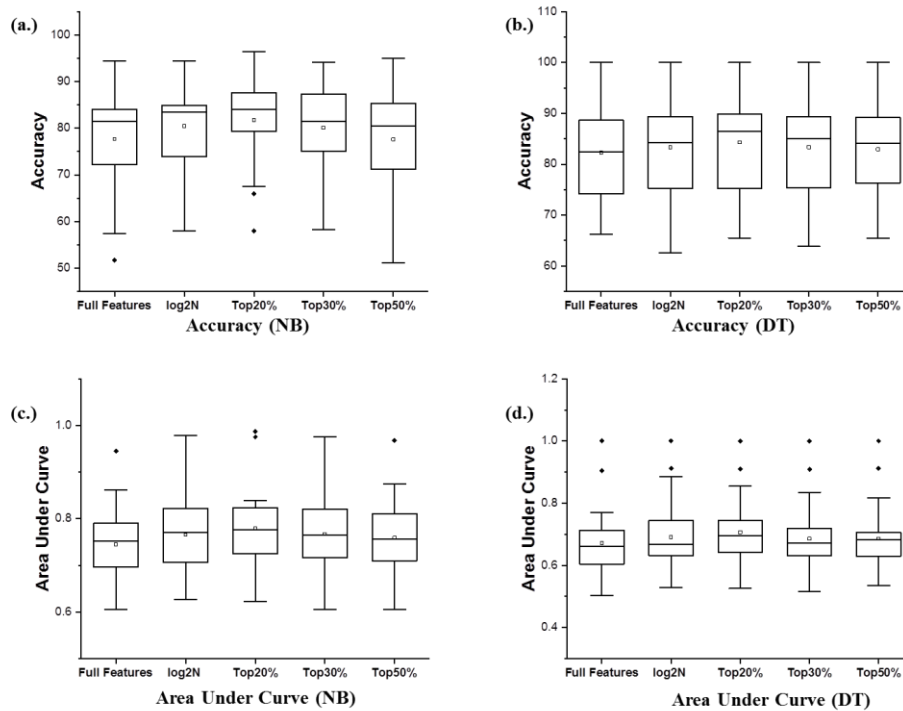 (a.)
Accuracy
100
90
80
70
60
50
Full Features log2N Top20% Top30% Top50%
Accuracy (NB)
(b.)
Accuracy
110
100
90
80
70
60
Full Features log2N Top20% Top30% Top50%
Accuracy (DT)
(c.)
Area Under Curve
1.0
0.8
0.6
Full Features log2N Top20% Top30% Top50%
Area Under Curve (NB)
(d.)
Area Under Curve
1.2
1.0
0.8
0.6
0.4
Full Features log2N Top20% Top30% Top50%
Area Under Curve (DT)